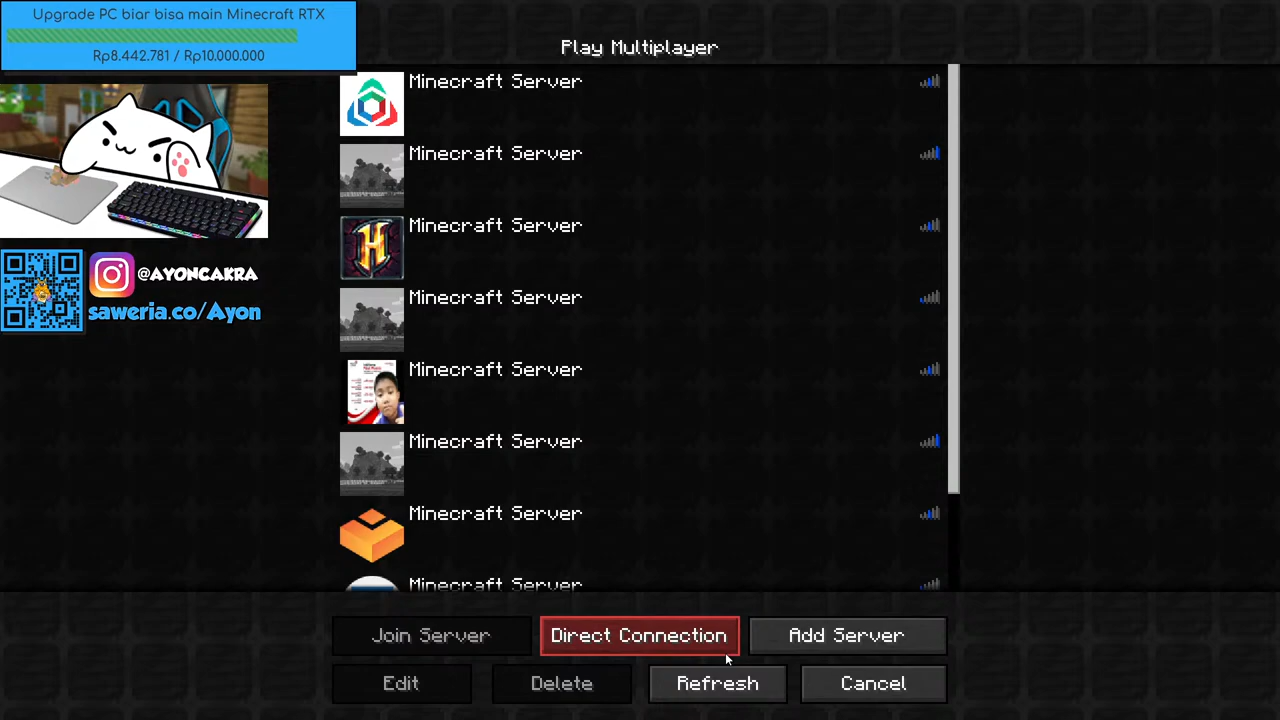 Upgrade PC biar bisa main Minecraft RTX
Rp8.442.781 / Rp10.000.000
Play Multiplayer
Minecraft Server
Minecraft Server
Minecraft Server
@AYONCAKRA
saweria.co/Ayon
Minecraft Server
Minecraft Server
Minecraft Server
Minecraft Server
Minecraft Server
Join Server
Direct Connection
Add Server
Edit
Delete
Refresh
Cancel